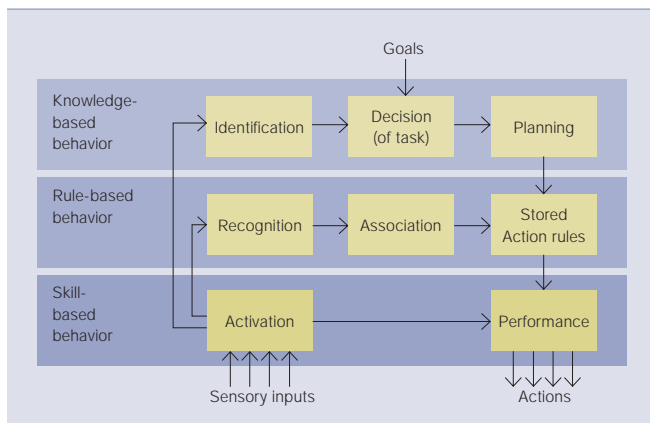 Goals
Knowledge-
based
behavior
Identification
Decision
(of task)
Planning
Rule-based
behavior
Recognition
Association
Stored
Action rules
Skill-
based
behavior
Activation
Performance
Sensory inputs
Actions